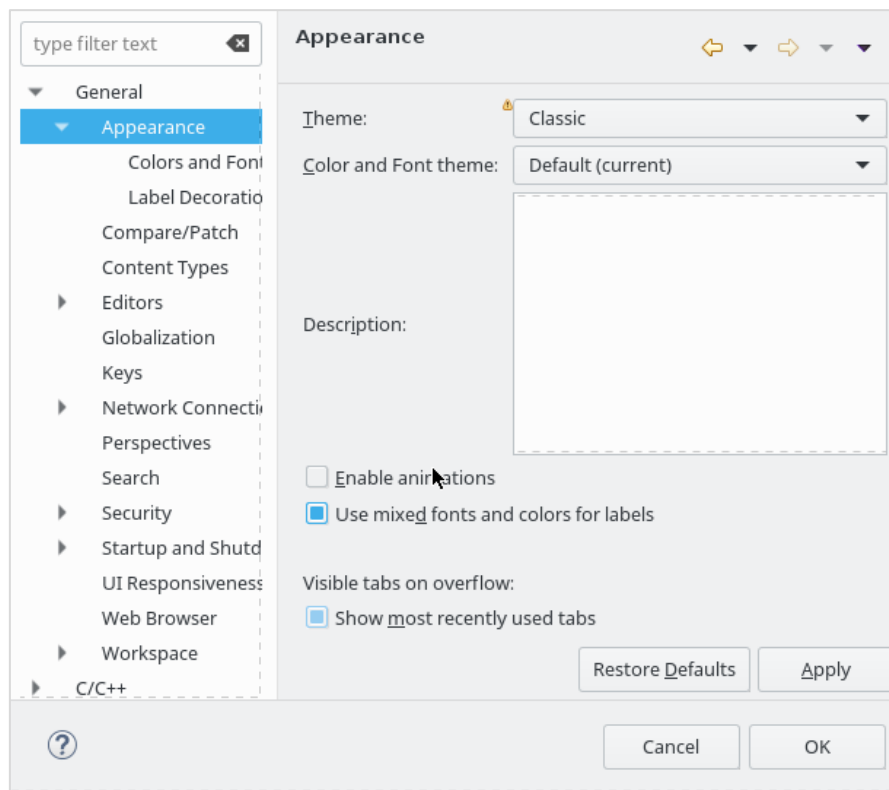 type filter text
General
Appearance
Colors and Font
Label Decoratio
Compare/Patch
Content Types
Editors
Globalization
Keys
Network Connecti
Perspectives
Search
Security
Startup and Shutd
UI Responsiveness
Web Browser
Workspace
C/C++
Appearance
Theme:
Classic
Color and Font theme:
Default (current)
Description:
Enable animations
Use mixed fonts and colors for labels
Visible tabs on overflow:
Show most recently used tabs
Restore Defaults
Apply
?
Cancel
OK